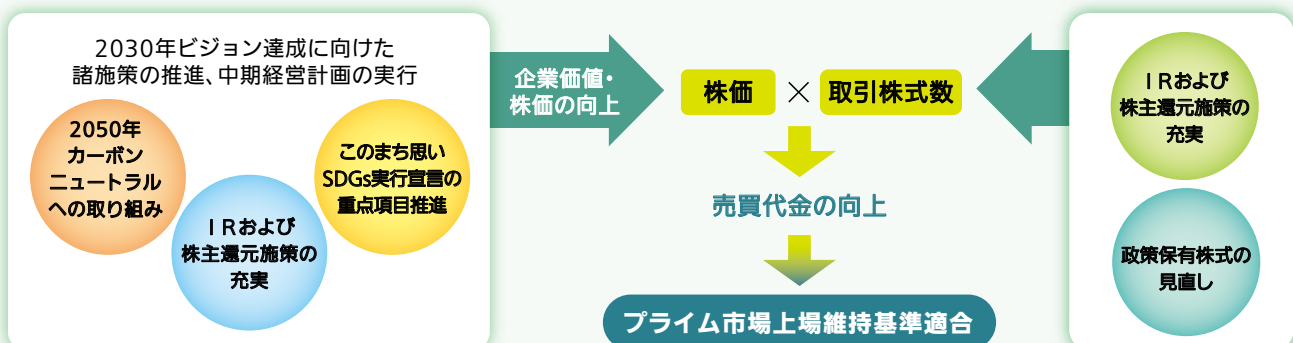 2030年ビジョン達成に向けた
諸施策の推進、中期経営計画の実行
2050年
カーボン
ニュートラル
への取り組み
IRおよび
株主還元施策の
充実
このまち思い
SDGs実行宣言の
重点項目推進
企業価値・
株価の向上
株価 × 取引株式数
売買代金の向上
プライム市場上場維持基準適合
IRおよび
株主還元施策の
充実
政策保有株式の
見直し